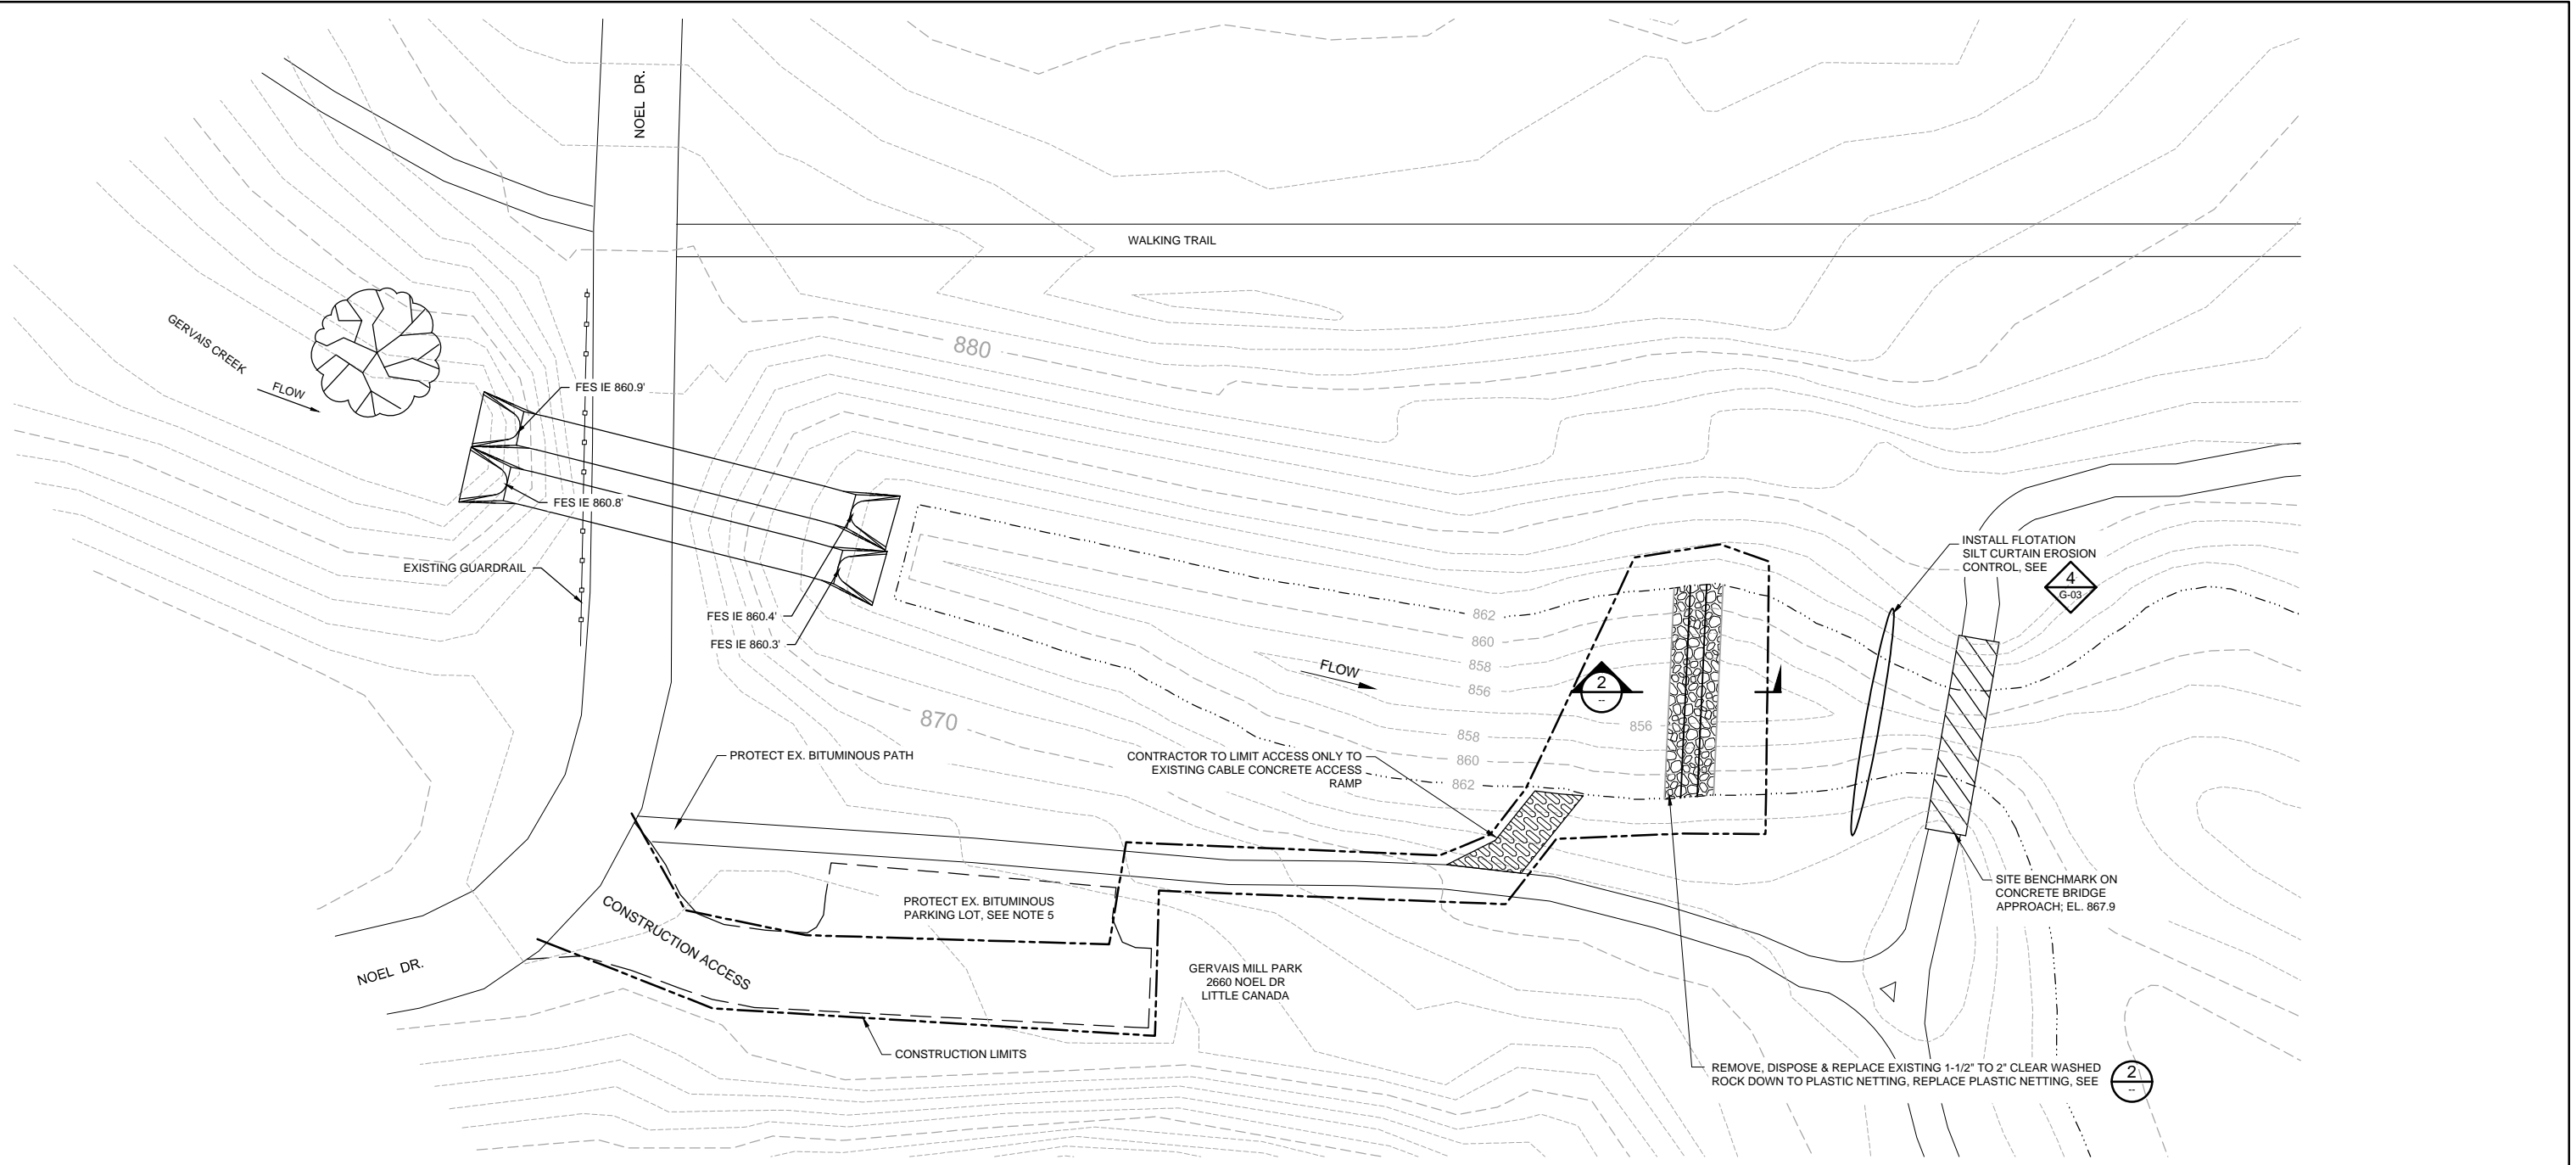 NOEL DR.
WALKING TRAIL
GERVAIS CREEK
FLOW
880
FES IE 860.9'
FES IE 860.8'
EXISTING GUARDRAIL
FES IE 860.4'
FES IE 860.3'
INSTALL FLOTATION
SILT CURTAIN EROSION
CONTROL, SEE
4
G-03
862
860
858
856
FLOW
2
--
856
870
858
860
862
PROTECT EX. BITUMINOUS PATH
CONTRACTOR TO LIMIT ACCESS ONLY TO
EXISTING CABLE CONCRETE ACCESS
RAMP
PROTECT EX. BITUMINOUS
PARKING LOT, SEE NOTE 5
CONSTRUCTION ACCESS
NOEL DR.
GERVAIS MILL PARK
2660 NOEL DR
LITTLE CANADA
SITE BENCHMARK ON
CONCRETE BRIDGE
APPROACH; EL. 867.9
CONSTRUCTION LIMITS
REMOVE, DISPOSE & REPLACE EXISTING 1-1/2" TO 2" CLEAR WASHED
ROCK DOWN TO PLASTIC NETTING, REPLACE PLASTIC NETTING, SEE
2
--